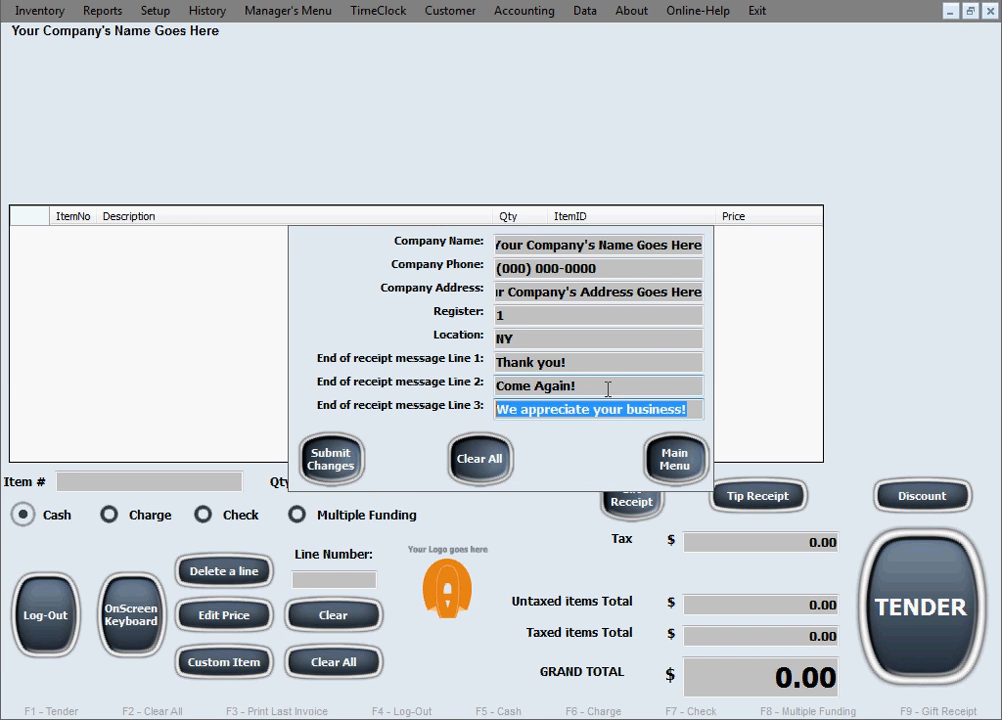 Inventory Reports Setup History Manager's Menu TimeClock Customer Accounting Data About Online-Help Exit
Your Company's Name Goes Here
ItemNo Description Qty ItemID Price
Company Name: Your Company's Name Goes Here
Company Phone: (000) 000-0000
Company Address: r Company's Address Goes Here
Register: 1
Location: NY
End of receipt message Line 1: Thank you!
End of receipt message Line 2: Come Again!
End of receipt message Line 3: We appreciate your business!
Submit Changes
Clear All
Main Menu
Item # Qty
Receipt Tip Receipt Discount
Cash Charge Check Multiple Funding
Tax $ 0.00
Line Number:
Your Logo goes here
Delete a line
Log-Out
OnScreen Keyboard
Edit Price Clear
Custom Item Clear All
Untaxed items Total $ 0.00
Taxed items Total $ 0.00
GRAND TOTAL $ 0.00
TENDER
F1 - Tender F2 - Clear All F3 - Print Last Invoice F4 - Log-Out F5 - Cash F6 - Charge F7 - Check F8 - Multiple Funding F9 - Gift Receipt